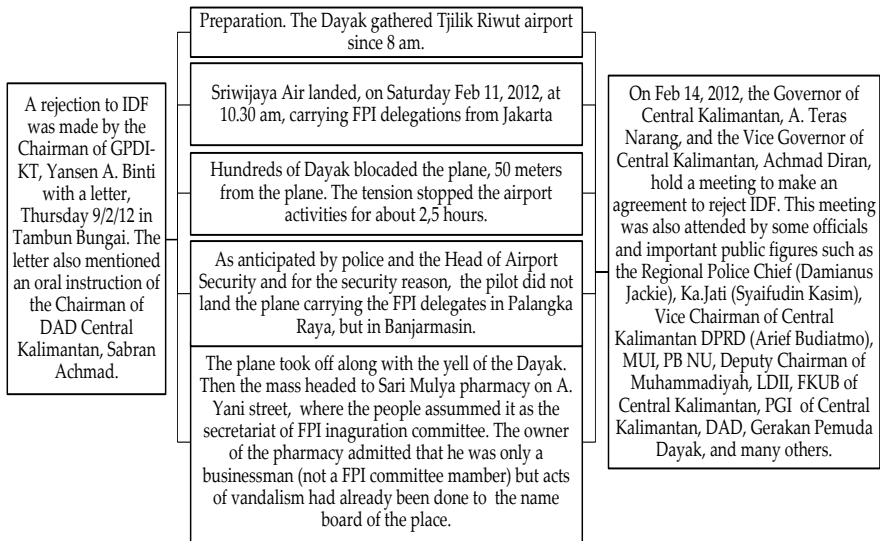 A rejection to IDF
was made by the
Chairman of GPDI-
KT, Yansen A. Binti
with a letter,
Thursday 9/2/12 in
Tambun Bungai. The
letter also mentioned
an oral instruction of
the Chairman of
DAD Central
Kalimantan, Sabran
Achmad.
Preparation. The Dayak gathered Tjilik Riwut airport
since 8 am.
Sriwijaya Air landed, on Saturday Feb 11, 2012, at
10.30 am, carrying FPI delegations from Jakarta
Hundreds of Dayak blocaded the plane, 50 meters
from the plane. The tension stopped the airport
activities for about 2,5 hours.
As anticipated by police and the Head of Airport
Security and for the security reason, the pilot did not
land the plane carrying the FPI delegates in Palangka
Raya, but in Banjarmasin.
The plane took off along with the yell of the Dayak.
Then the mass headed to Sari Mulya pharmacy on A.
Yani street, where the people assummed it as the
secretariat of FPI inaguration committee. The owner
of the pharmacy admitted that he was only a
businessman (not a FPI committee mamber) but acts
of vandalism had already been done to the name
board of the place.
On Feb 14, 2012, the Governor of
Central Kalimantan, A. Teras
Narang, and the Vice Governor of
Central Kalimantan, Achmad Diran,
hold a meeting to make an
agreement to reject IDF. This meeting
was also attended by some officials
and important public figures such as
the Regional Police Chief (Damianus
Jackie), Ka.Jati (Syaifudin Kasim),
Vice Chairman of Central
Kalimantan DPRD (Arief Budiatmo),
MUI, PB NU, Deputy Chairman of
Muhammadiyah, LDII, FKUB of
Central Kalimantan, PGI of Central
Kalimantan, DAD, Gerakan Pemuda
Dayak, and many others.